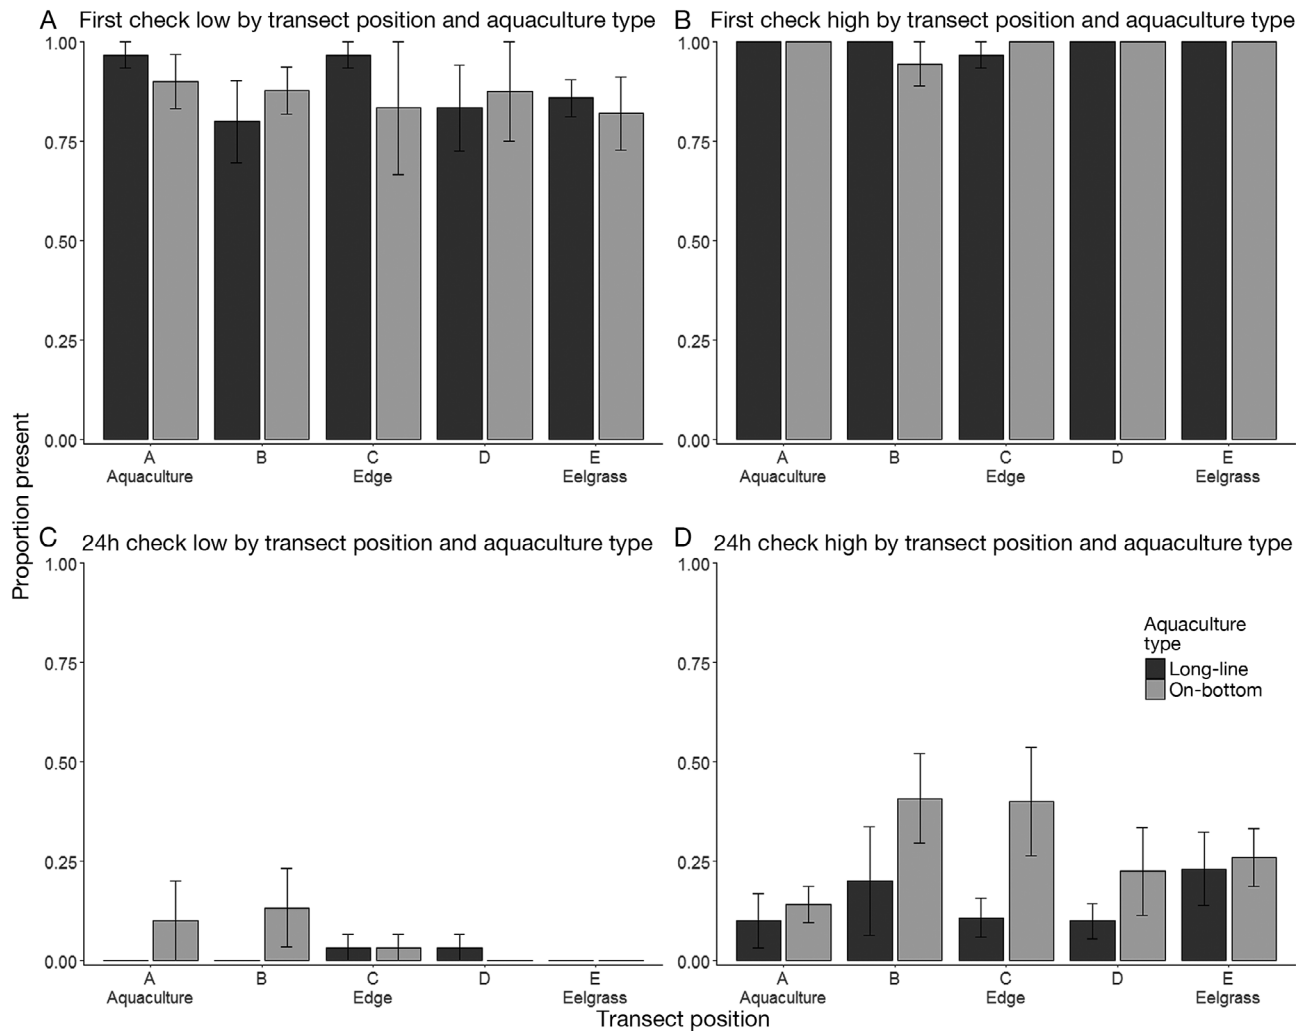 A First check low by transect position and aquaculture type
1.00
0.75
0.50
0.25
0.00
A B C D E
Aquaculture Edge Eelgrass
B First check high by transect position and aquaculture type
1.00
0.75
0.50
0.25
0.00
A B C D E
Aquaculture Edge Eelgrass
Proportion present
C 24h check low by transect position and aquaculture type
1.00
0.75
0.50
0.25
0.00
A B C D E
Aquaculture Edge Eelgrass
D 24h check high by transect position and aquaculture type
1.00
0.75
0.50
0.25
0.00
Aquaculture
type
Long-line
On-bottom
A B C D E
Aquaculture Edge Eelgrass
Transect position